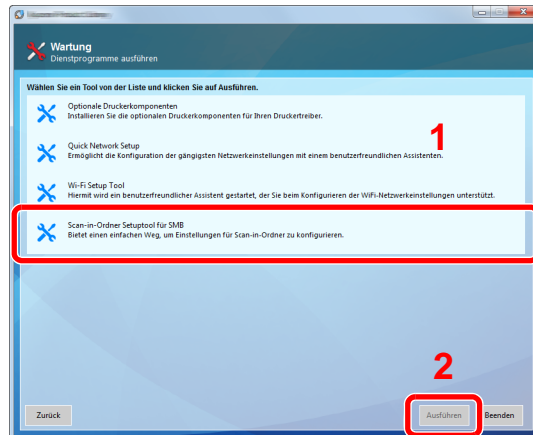 Wartung
Dienstprogramme ausführen
Wählen Sie ein Tool von der Liste und klicken Sie auf Ausführen.
Optionale Druckerkomponenten
Installieren Sie die optionalen Druckerkomponenten für Ihren Druckertreiber.
1
Quick Network Setup
Ermöglicht die Konfiguration der gängigsten Netzwerkeinstellungen mit einem benutzerfreundlichen Assistenten.
Wi-Fi Setup Tool
Hiermit wird ein benutzerfreundlicher Assistent gestartet, der Sie beim Konfigurieren der WiFi-Netzwerkeinstellungen unterstützt.
Scan-in-Ordner Setuptool für SMB
Bietet einen einfachen Weg, um Einstellungen für Scan-in-Ordner zu konfigurieren.
2
Zurück
Ausführen
Beenden